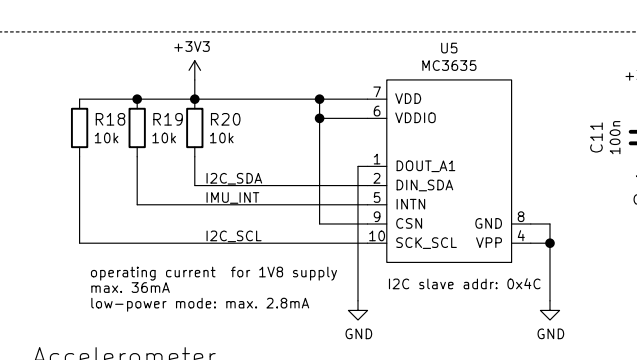 +3V3
U5
MC3635
R18
10k
R19
10k
R20
10k
7
VDD
6
VDDIO
1
DOUT_A1
I2C_SDA
2
DIN_SDA
IMU_INT
5
INTN
9
CSN
GND
8
I2C_SCL
10
SCK_SCL
VPP
4
operating current for 1V8 supply
max. 36mA
low-power mode: max. 2.8mA
I2C slave addr: 0x4C
GND
GND
C11
100n
Accelerometer